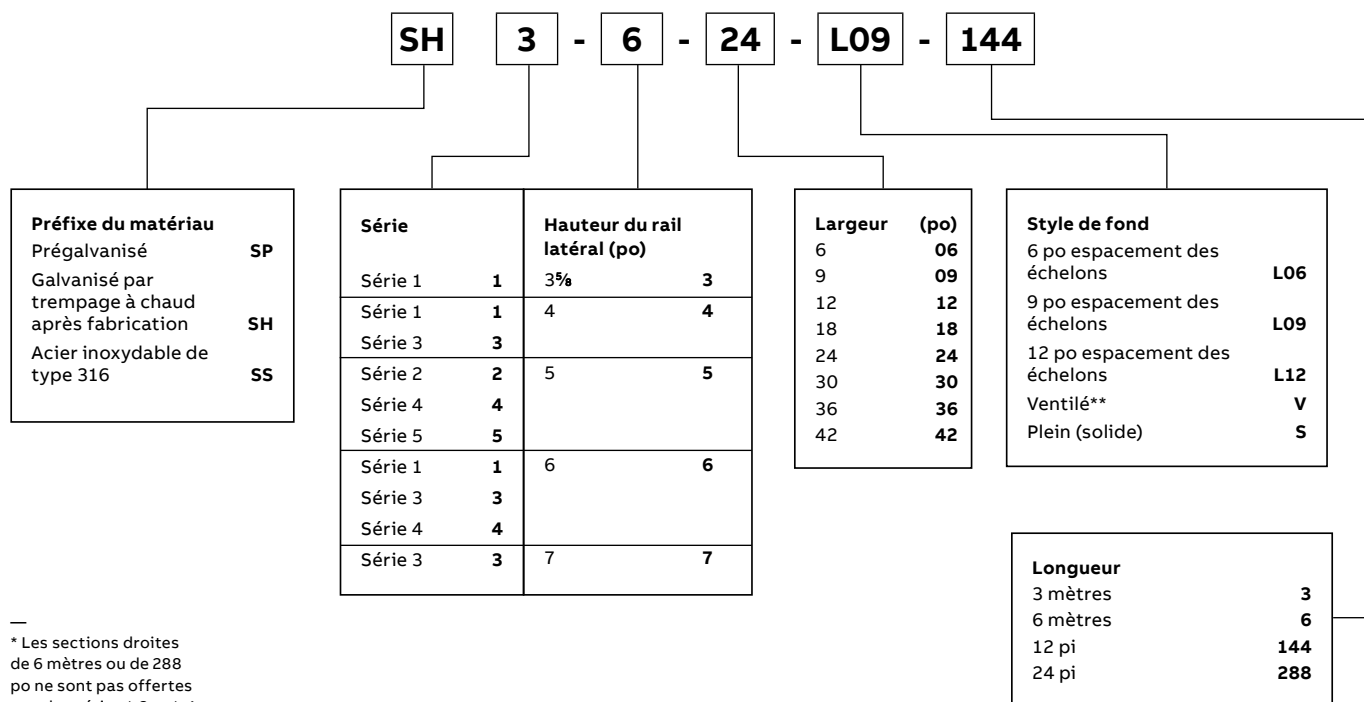 SH 3 - 6 - 24 - L09 - 144
Préfixe du matériau
Prégalvanisé SP
Galvanisé par
trempage à chaud
après fabrication SH
Acier inoxydable de
type 316 SS
Série Hauteur du rail
latéral (po)
Série 1 1 3⅝ 3
Série 1 1 4 4
Série 3 3
Série 2 2 5 5
Série 4 4
Série 5 5
Série 1 1 6 6
Série 3 3
Série 4 4
Série 3 3 7 7
Largeur (po)
6 06
9 09
12 12
18 18
24 24
30 30
36 36
42 42
Style de fond
6 po espacement des
échelons L06
9 po espacement des
échelons L09
12 po espacement des
échelons L12
Ventilé** V
Plein (solide) S
Longueur
3 mètres 3
6 mètres 6
12 pi 144
24 pi 288
—
* Les sections droites
de 6 mètres ou de 288
po ne sont pas offertes